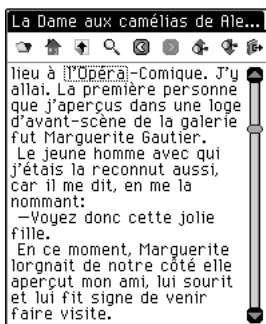 La Dame aux camélias de Ale...
lieu à l'Opéra-Comique. J'y
allai. La première personne
que j'aperçus dans une loge
d'avant-scène de la galerie
fut Marguerite Gautier.
Le jeune homme avec qui
j'étais la reconnut aussi,
car il me dit, en me la
nommant:
—Voyez donc cette jolie
fille.
En ce moment, Marguerite
lorgnait de notre côté elle
aperçut mon ami, lui sourit
et lui fit signe de venir
faire visite.